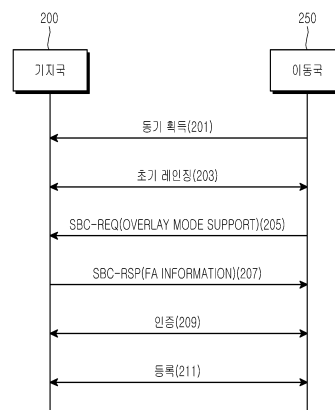 200
250
기지국
이동국
동기 획득(201)
초기 레인징(203)
SBC-REQ(OVERLAY MODE SUPPORT)(205)
SBC-RSP(FA INFORMATION)(207)
인증(209)
등록(211)